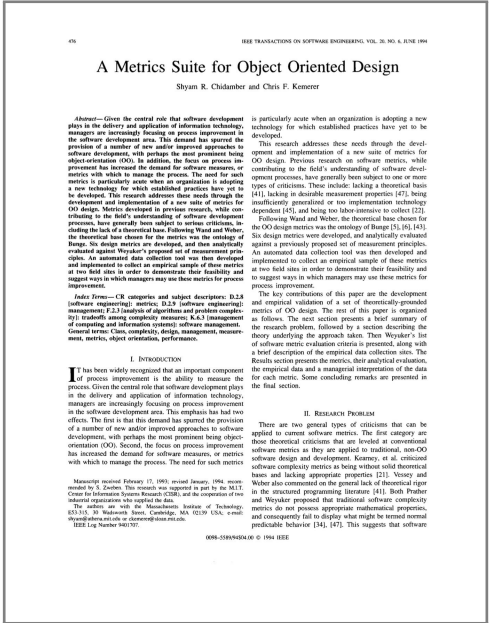 476
IEEE TRANSACTIONS ON SOFTWARE ENGINEERING, VOL. 20, NO. 6, JUNE 1994
A Metrics Suite for Object Oriented Design
Shyam R. Chidamber and Chris F. Kemerer
Abstract—Given the central role that software development
plays in the delivery and application of information technology,
managers are increasingly focusing on process improvement in
the software development area. This demand has spurred the
provision of a number of new and/or improved approaches to
software development, with perhaps the most prominent being
object-orientation (OO). In addition, the focus on process im-
provement has increased the demand for software measures, or
metrics with which to manage the process. The need for such
metrics is particularly acute when an organization is adopting
a new technology for which established practices have yet to
be developed. This research addresses these needs through the
development and implementation of a new suite of metrics for
OO design. Metrics developed in previous research, while con-
tributing to the field's understanding of software development
processes, have generally been subject to serious criticisms, in-
cluding the lack of a theoretical base. Following Wand and Weber,
the theoretical base chosen for the metrics was the ontology of
Bunge. Six design metrics are developed, and then analytically
evaluated against Weyuker's proposed set of measurement prin-
ciples. An automated data collection tool was then developed
and implemented to collect an empirical sample of these metrics
at two field sites in order to demonstrate their feasibility and
suggest ways in which managers may use these metrics for process
improvement.
Index Terms—CR categories and subject descriptors: D.2.8
[software engineering]: metrics; D.2.9 [software engineering]:
management; F.2.3 [analysis of algorithms and problem complex-
ity]: tradeoffs among complexity measures; K.6.3 [management
of computing and information systems]: software management.
General terms: Class, complexity, design, management, measure-
ment, metrics, object orientation, performance.
I. INTRODUCTION
IT has been widely recognized that an important component
of process improvement is the ability to measure the
process. Given the central role that software development plays
in the delivery and application of information technology,
managers are increasingly focusing on process improvement
in the software development area. This emphasis has had two
effects. The first is that this demand has spurred the provision
of a number of new and/or improved approaches to software
development, with perhaps the most prominent being object-
orientation (OO). Second, the focus on process improvement
has increased the demand for software measures, or metrics
with which to manage the process. The need for such metrics
Manuscript received February 17, 1993; revised January, 1994. recom-
mended by S. Zweben. This research was supported in part by the M.I.T.
Center for Information Systems Research (CISR), and the cooperation of two
industrial organizations who supplied the data.
The authors are with the Massachusetts Institute of Technology,
E53-315, 30 Wadsworth Street, Cambridge, MA 02139 USA; e-mail:
shyam@athena.mit.edu or ckemerer@sloan.mit.edu.
IEEE Log Number 9401707.
is particularly acute when an organization is adopting a new
technology for which established practices have yet to be
developed.
This research addresses these needs through the devel-
opment and implementation of a new suite of metrics for
OO design. Previous research on software metrics, while
contributing to the field's understanding of software devel-
opment processes, have generally been subject to one or more
types of criticisms. These include: lacking a theoretical basis
[41], lacking in desirable measurement properties [47], being
insufficiently generalized or too implementation technology
dependent [45], and being too labor-intensive to collect [22].
Following Wand and Weber, the theoretical base chosen for
the OO design metrics was the ontology of Bunge [5], [6], [43].
Six design metrics were developed, and analytically evaluated
against a previously proposed set of measurement principles.
An automated data collection tool was then developed and
implemented to collect an empirical sample of these metrics
at two field sites in order to demonstrate their feasibility and
to suggest ways in which managers may use these metrics for
process improvement.
The key contributions of this paper are the development
and empirical validation of a set of theoretically-grounded
metrics of OO design. The rest of this paper is organized
as follows. The next section presents a brief summary of
the research problem, followed by a section describing the
theory underlying the approach taken. Then Weyuker's list
of software metric evaluation criteria is presented, along with
a brief description of the empirical data collection sites. The
Results section presents the metrics, their analytical evaluation,
the empirical data and a managerial interpretation of the data
for each metric. Some concluding remarks are presented in
the final section.
II. RESEARCH PROBLEM
There are two general types of criticisms that can be
applied to current software metrics. The first category are
those theoretical criticisms that are leveled at conventional
software metrics as they are applied to traditional, non-OO
software design and development. Kearney, et al. criticized
software complexity metrics as being without solid theoretical
bases and lacking appropriate properties [21]. Vessey and
Weber also commented on the general lack of theoretical rigor
in the structured programming literature [41]. Both Prather
and Weyuker proposed that traditional software complexity
metrics do not possess appropriate mathematical properties,
and consequently fail to display what might be termed normal
predictable behavior [34], [47]. This suggests that software
0098-5589/94$04.00 © 1994 IEEE